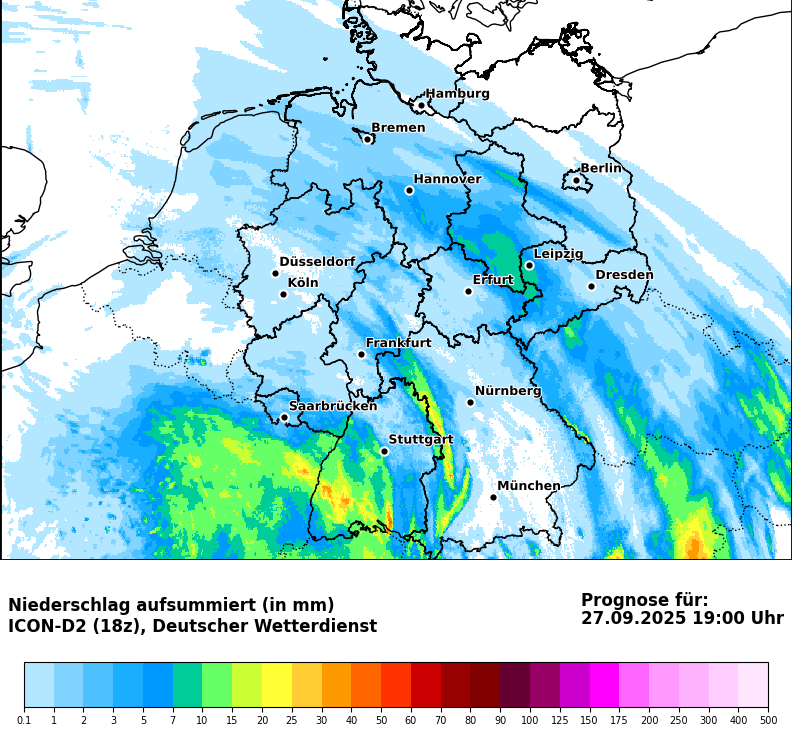 Hamburg
Bremen
Berlin
Hannover
Düsseldorf
Leipzig
Köln
Erfurt
Dresden
Frankfurt
Nürnberg
Saarbrücken
Stuttgart
München
Niederschlag aufsummiert (in mm)
ICON-D2 (18z), Deutscher Wetterdienst
Prognose für:
27.09.2025 19:00 Uhr
0.1 1 2 3 5 7 10 15 20 25 30 40 50 60 70 80 90 100 125 150 175 200 250 300 400 500